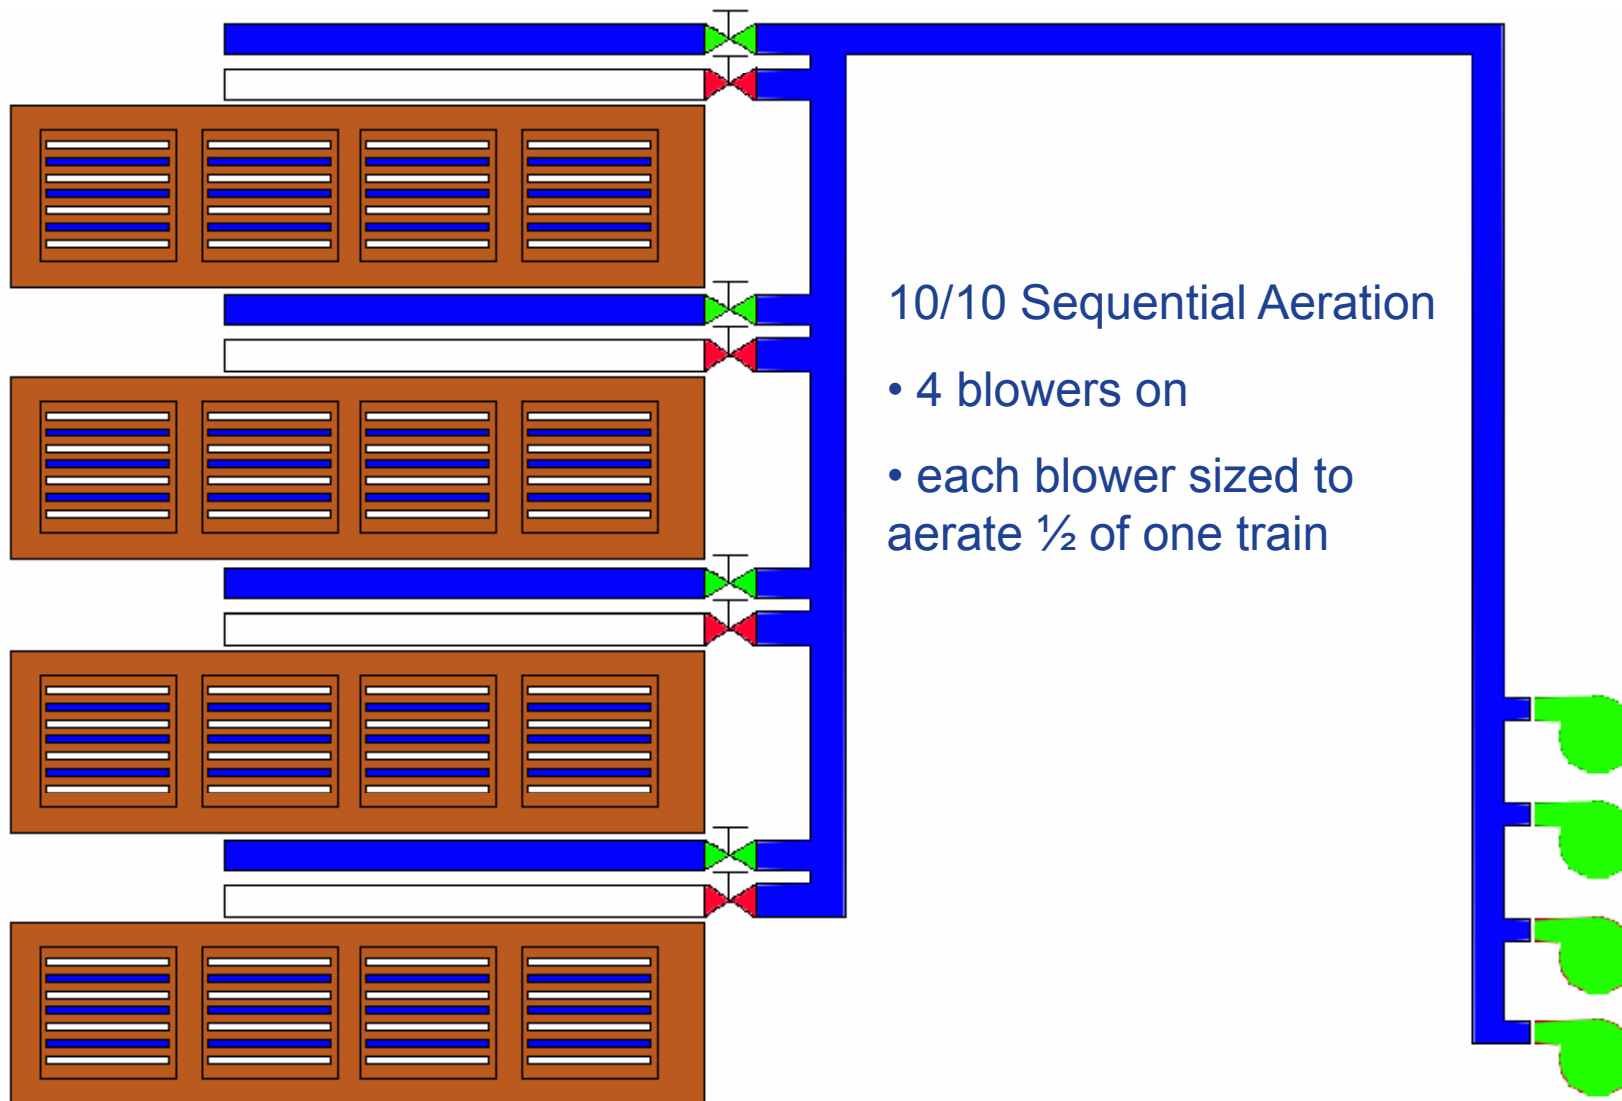 10/10 Sequential Aeration
• 4 blowers on
• each blower sized to
aerate ½ of one train